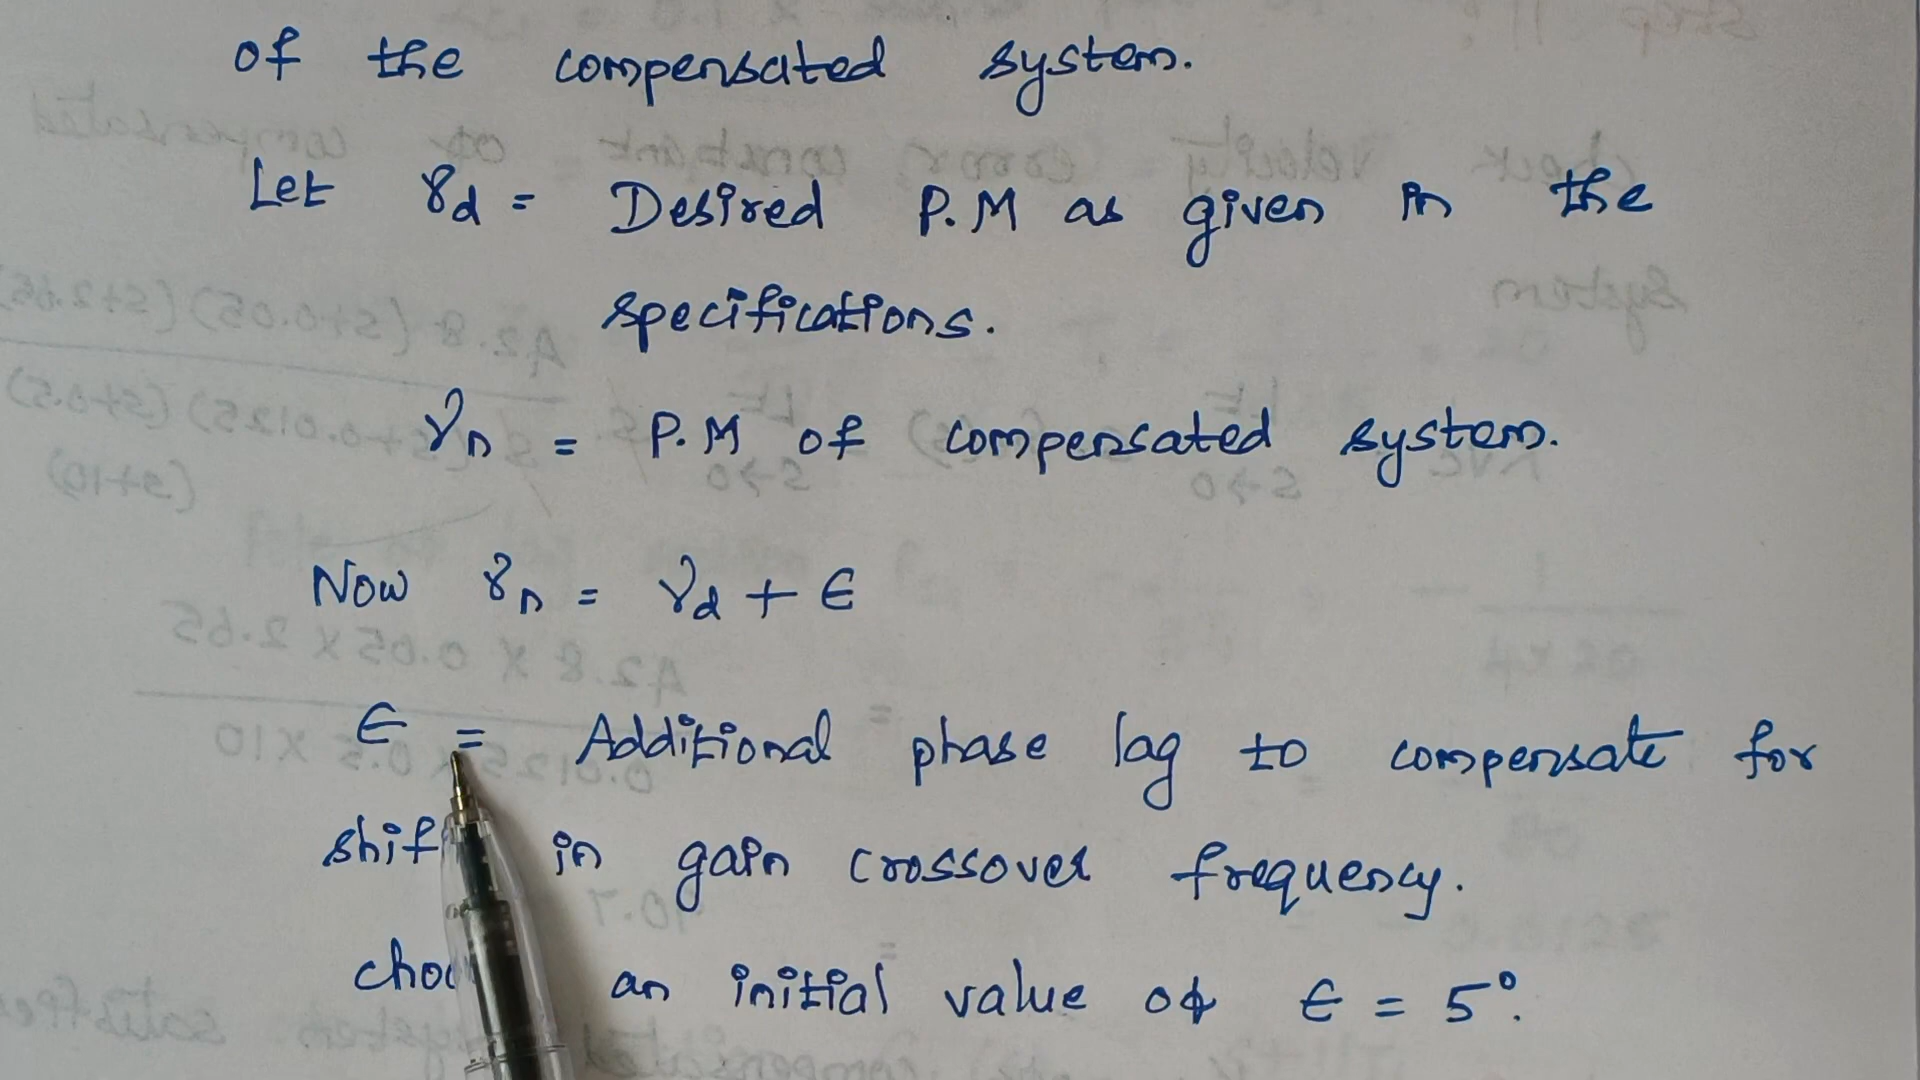 of the compensated system.
Let γd = Desired P.M as given in the
specifications.
γn = P.M of compensated system.
Now γn = γd + ϵ
ϵ = Additional phase lag to compensate for
shif in gain crossover frequency.
an initial value of ϵ = 5°.